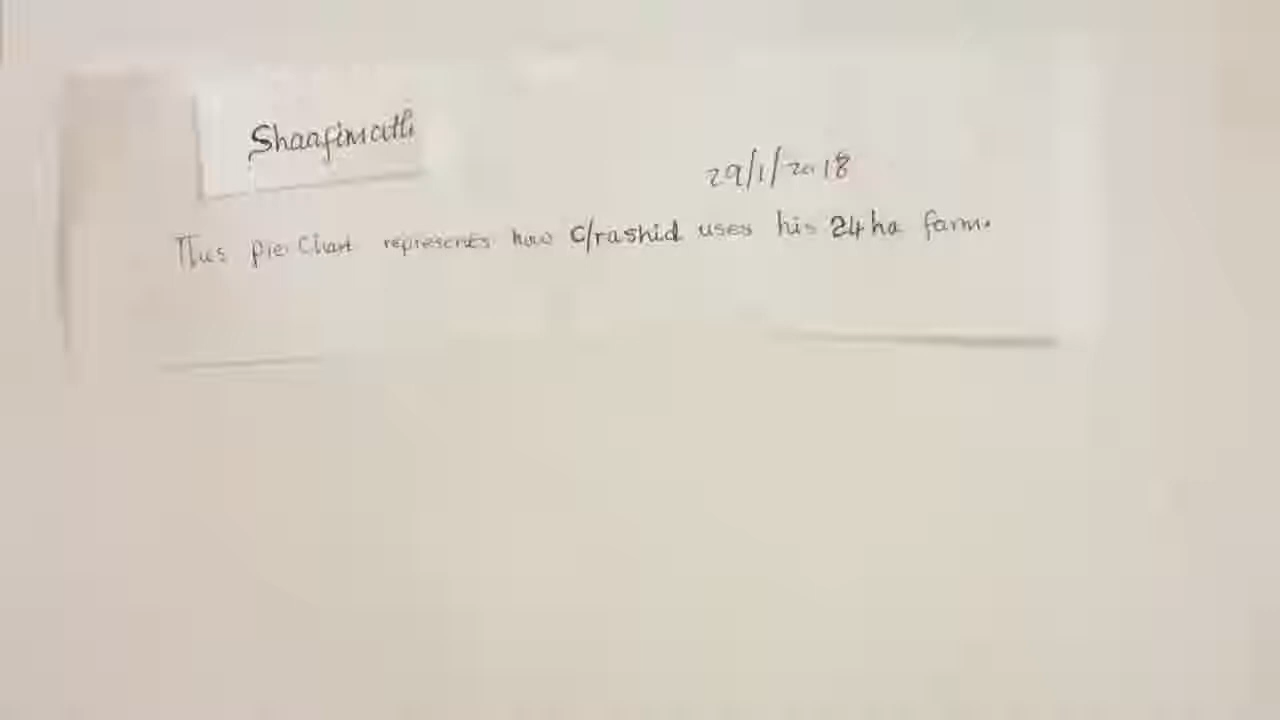 Shaafimath
29/1/2018
This pie Chart represents how C/rashid uses his 24 ha farm.